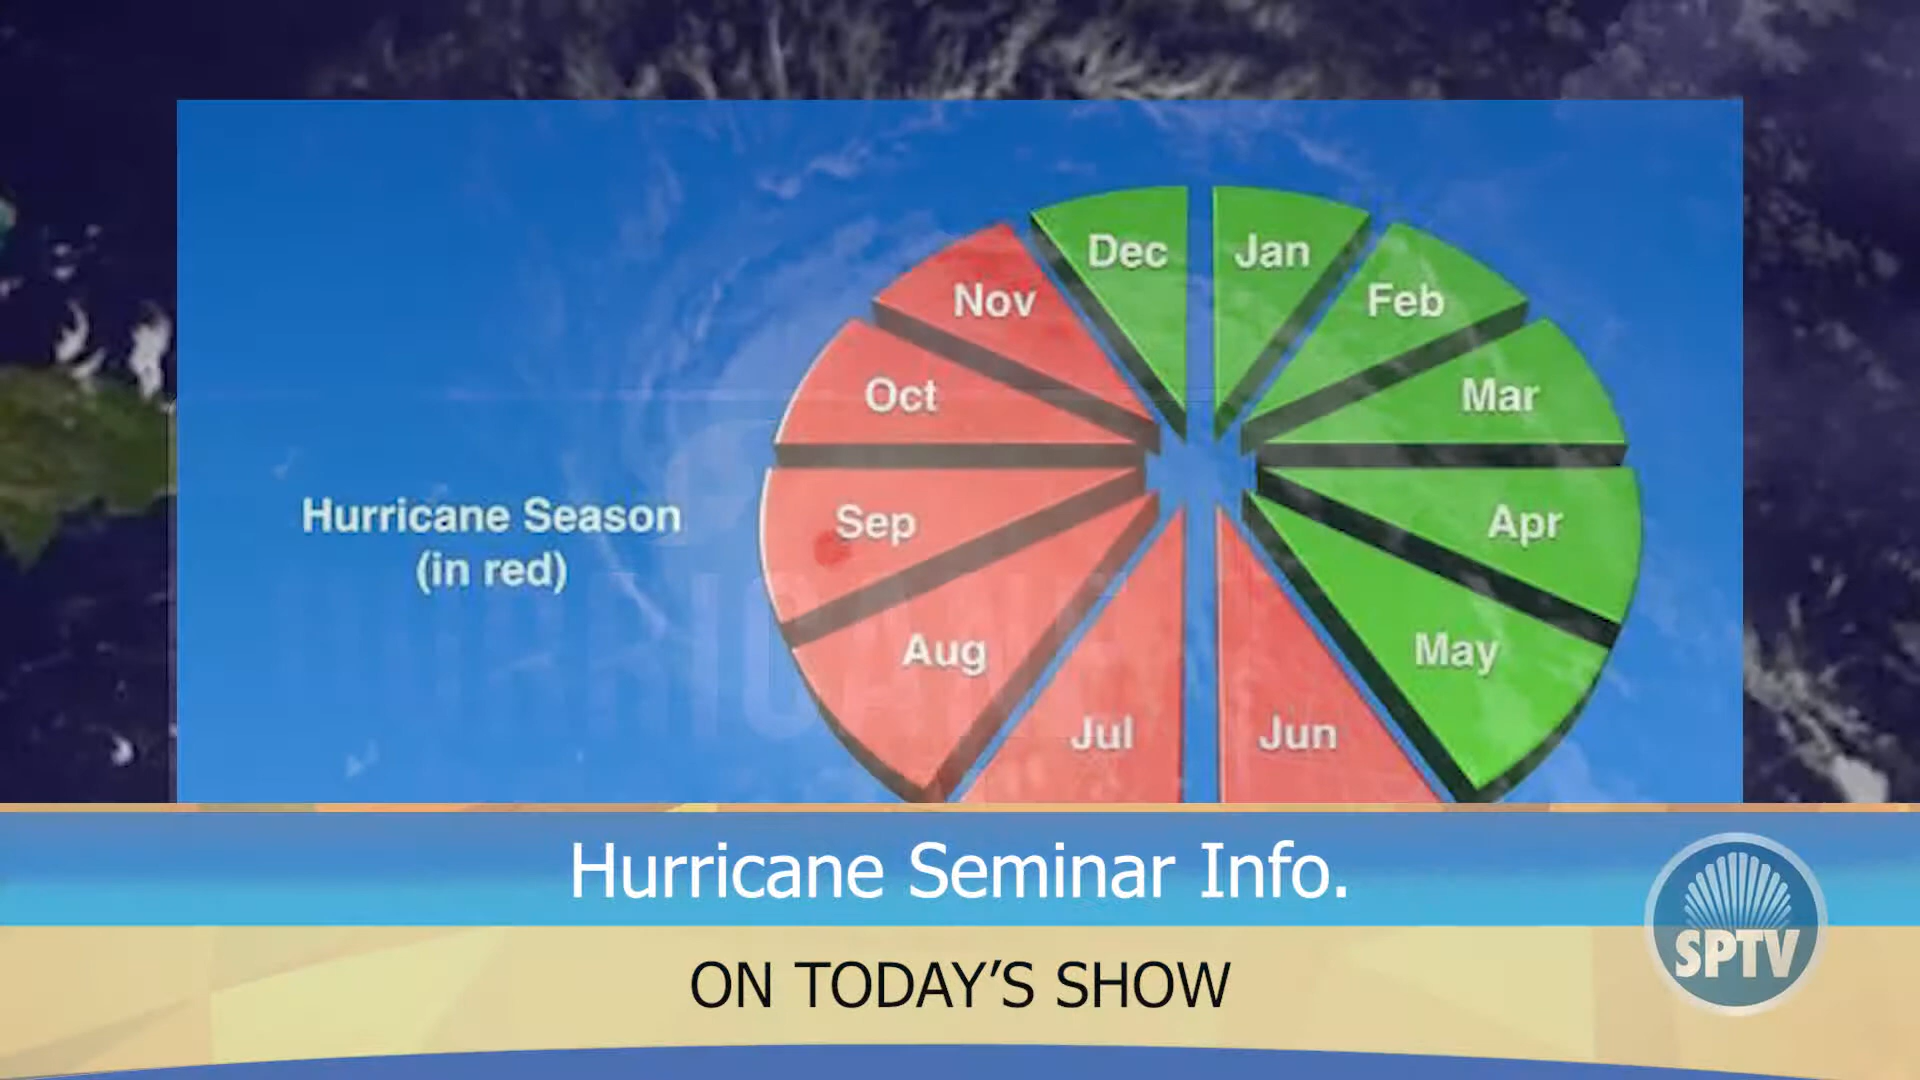 Dec
Jan
Nov
Feb
Oct
Mar
Hurricane Season
(in red)
Sep
Apr
Aug
May
Jul
Jun
HURRICANE
Hurricane Seminar Info.
ON TODAY'S SHOW
SPTV